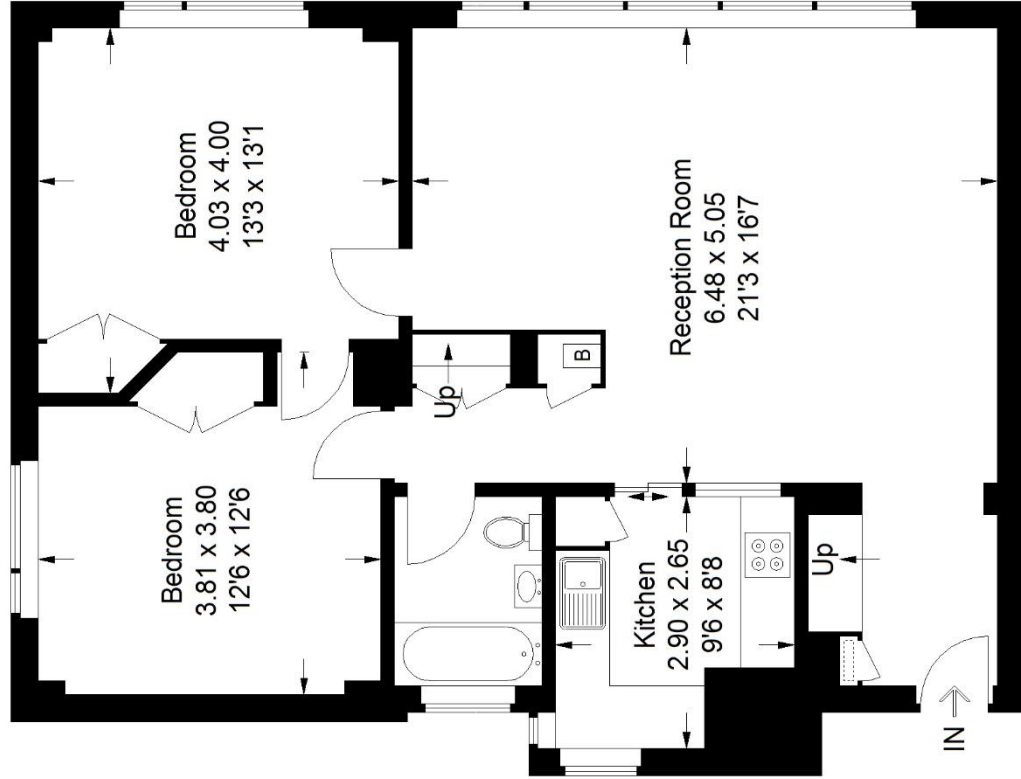 Bedroom
4.03 x 4.00
13'3 x 13'1
Reception Room
6.48 x 5.05
21'3 x 16'7
Up
B
Bedroom
3.81 x 3.80
12'6 x 12'6
Kitchen
2.90 x 2.65
9'6 x 8'8
Up
IN